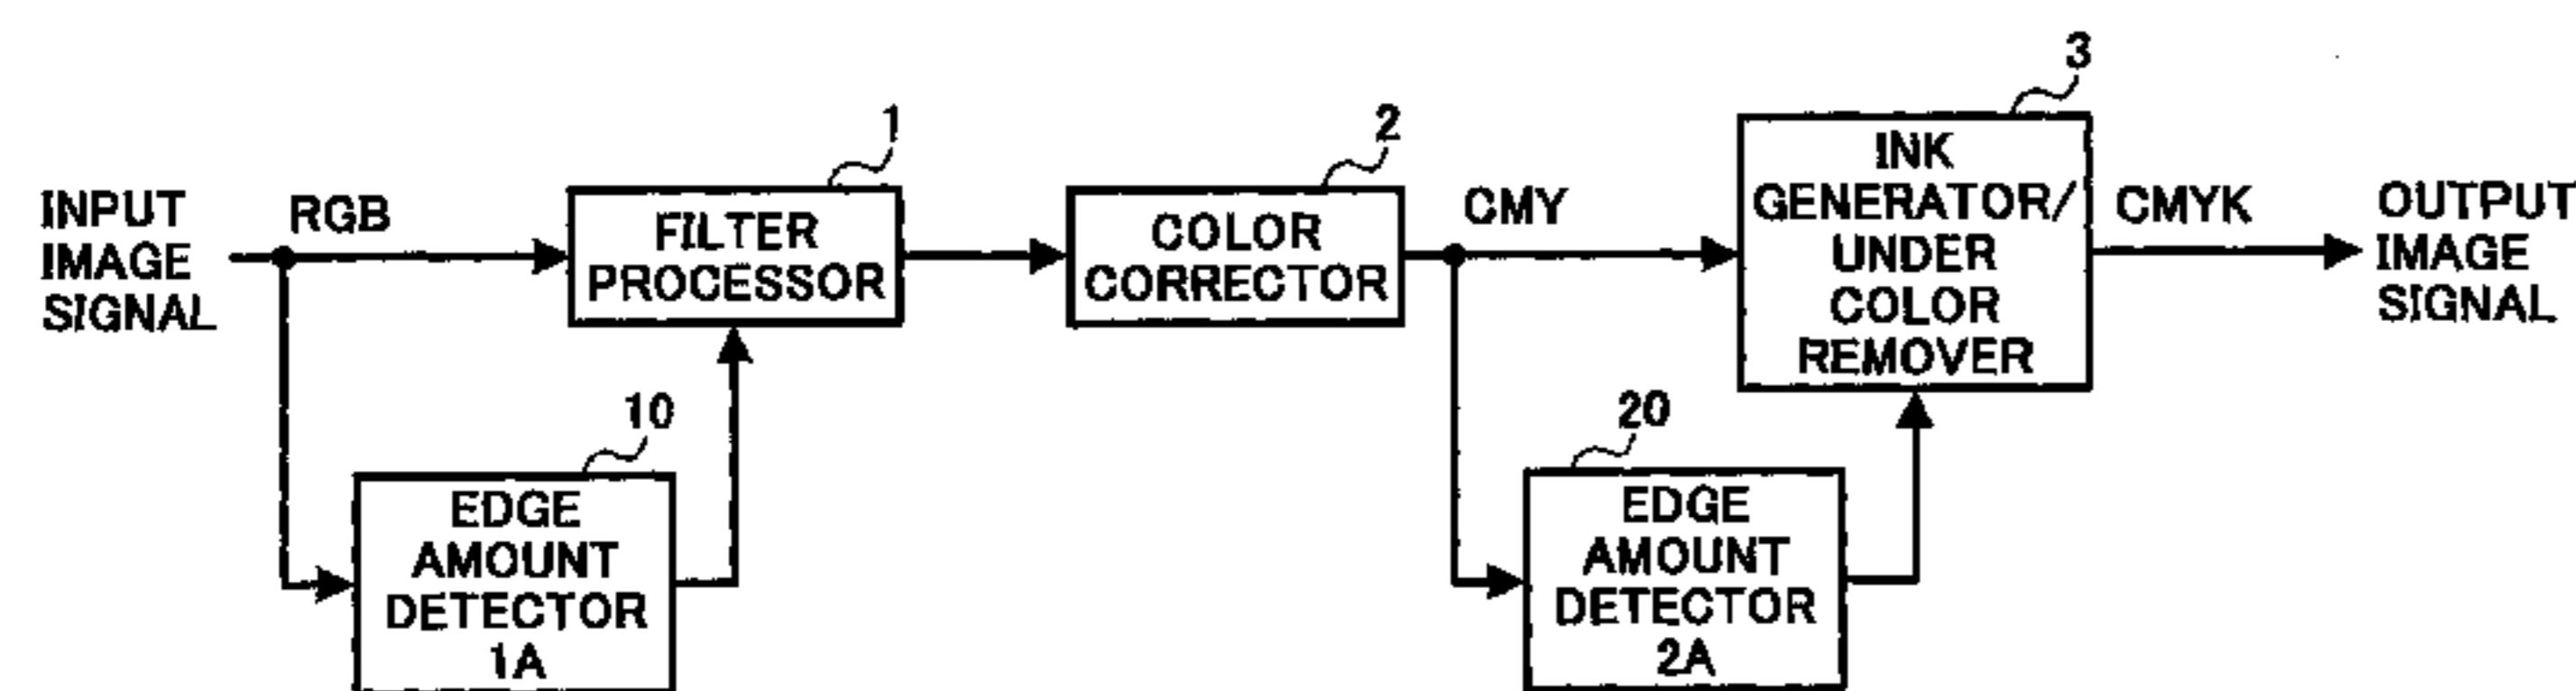 3
1
2
INPUT
IMAGE
SIGNAL
RGB
FILTER
PROCESSOR
COLOR
CORRECTOR
CMY
INK
GENERATOR/
UNDER
COLOR
REMOVER
CMYK
OUTPUT
IMAGE
SIGNAL
10
EDGE
AMOUNT
DETECTOR
1A
20
EDGE
AMOUNT
DETECTOR
2A